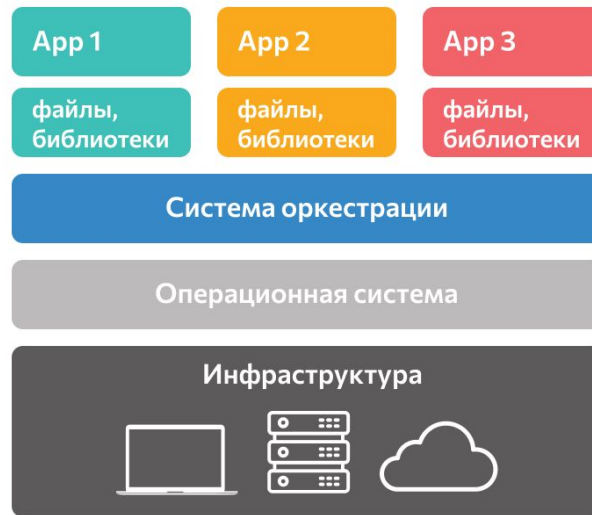 App 1
App 2
App 3
файлы,
библиотеки
файлы,
библиотеки
файлы,
библиотеки
Система оркестрации
Операционная система
Инфраструктура